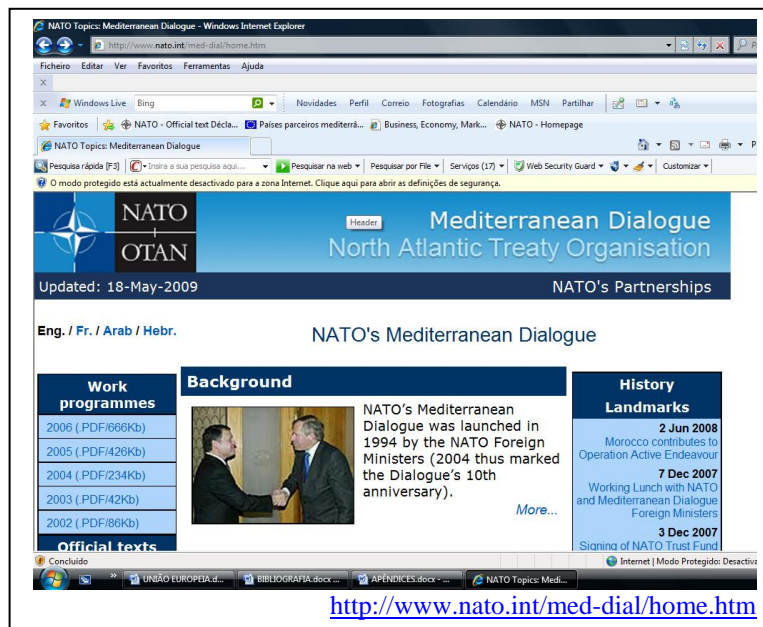 NATO Topics: Mediterranean Dialogue - Windows Internet Explorer
http://www.nato.int/med-dial/home.htm
Ficheiro Editar Ver Favoritos Ferramentas Ajuda
x
x Windows Live Bing Novidades Perfil Correio Fotografias Calendário MSN Partilhar
Favoritos NATO - Official text Décla... Países parceiros mediterrâ... Business, Economy, Mark... NATO - Homepage
NATO Topics: Mediterranean Dialogue
Pesquisa rápida [F3] Insira a sua pesquisa aqui... Pesquisar na web Pesquisar por File Serviços (17) Web Security Guard Customizar
O modo protegido está actualmente desactivado para a zona Internet. Clique aqui para abrir as definições de segurança.
NATO
OTAN
Header
Mediterranean Dialogue
North Atlantic Treaty Organisation
Updated: 18-May-2009
NATO's Partnerships
Eng. / Fr. / Arab / Hebr.
NATO's Mediterranean Dialogue
Work
programmes
2006 (.PDF/666Kb)
2005 (.PDF/426Kb)
2004 (.PDF/234Kb)
2003 (.PDF/42Kb)
2002 (.PDF/86Kb)
Official texts
Background
NATO's Mediterranean
Dialogue was launched in
1994 by the NATO Foreign
Ministers (2004 thus marked
the Dialogue's 10th
anniversary).
More...
History
Landmarks
2 Jun 2008
Morocco contributes to
Operation Active Endeavour
7 Dec 2007
Working Lunch with NATO
and Mediterranean Dialogue
Foreign Ministers
3 Dec 2007
Signing of NATO Trust Fund
Concluído
Internet | Modo Protegido: Desactiva
UNIÃO EUROPEIA.d... BIBLIOGRAFIA.docx ... APÊNDICES.docx - ... NATO Topics: Medi...
http://www.nato.int/med-dial/home.htm